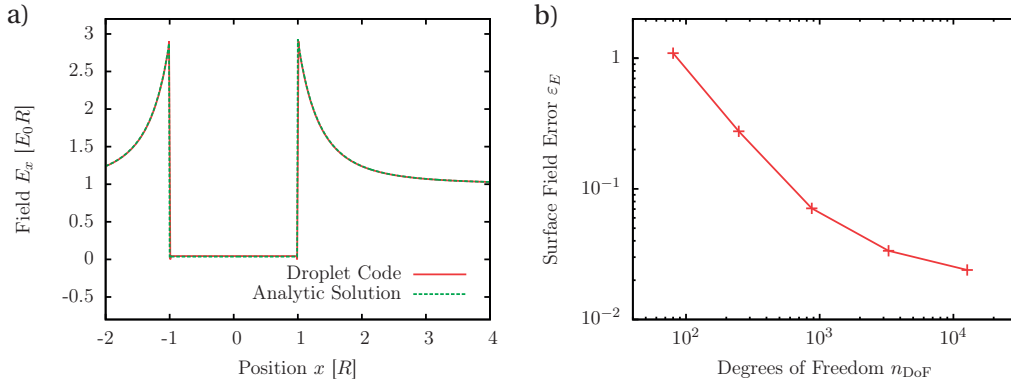 a)
3
2.5
2
1.5
1
0.5
0
-0.5
Field E_x [E_0R]
Droplet Code
Analytic Solution
-2 -1 0 1 2 3 4
Position x [R]
b)
1
10^{-1}
10^{-2}
Surface Field Error ε_E
10^2 10^3 10^4
Degrees of Freedom n_{DoF}